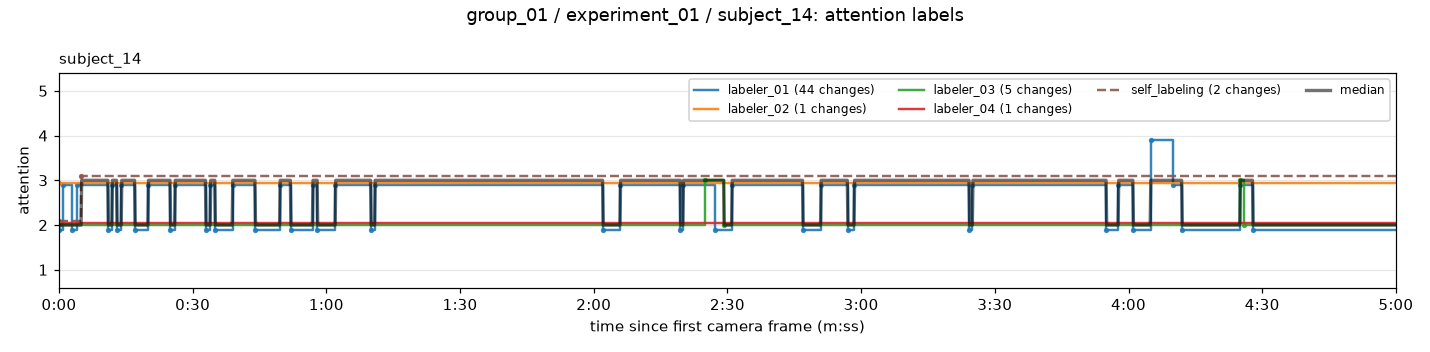 group_01 / experiment_01 / subject_14: attention labels
subject_14
labeler_01 (44 changes)
labeler_02 (1 changes)
labeler_03 (5 changes)
labeler_04 (1 changes)
self_labeling (2 changes)
median
attention
5
4
3
2
1
0:00 0:30 1:00 1:30 2:00 2:30 3:00 3:30 4:00 4:30 5:00
time since first camera frame (m:ss)